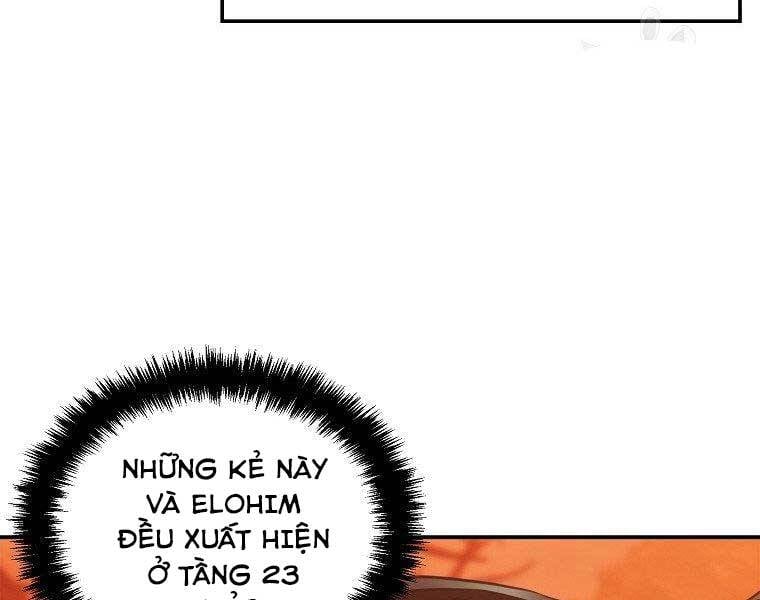 NHỮNG KẺ NÀY
VÀ ELOHIM
ĐỀU XUẤT HIỆN
Ở TẦNG 23